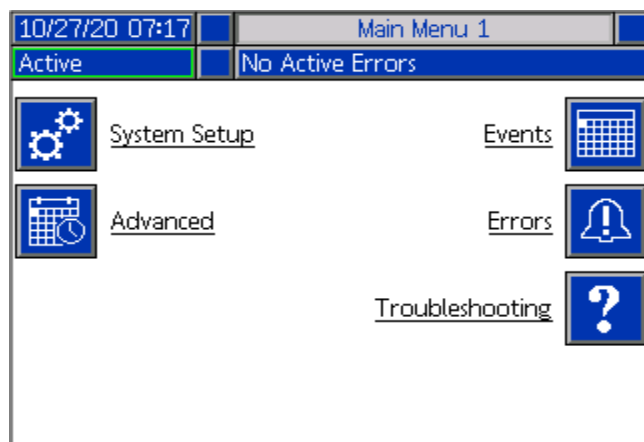 10/27/20 07:17 Main Menu 1
Active No Active Errors
System Setup Events
Advanced Errors
Troubleshooting